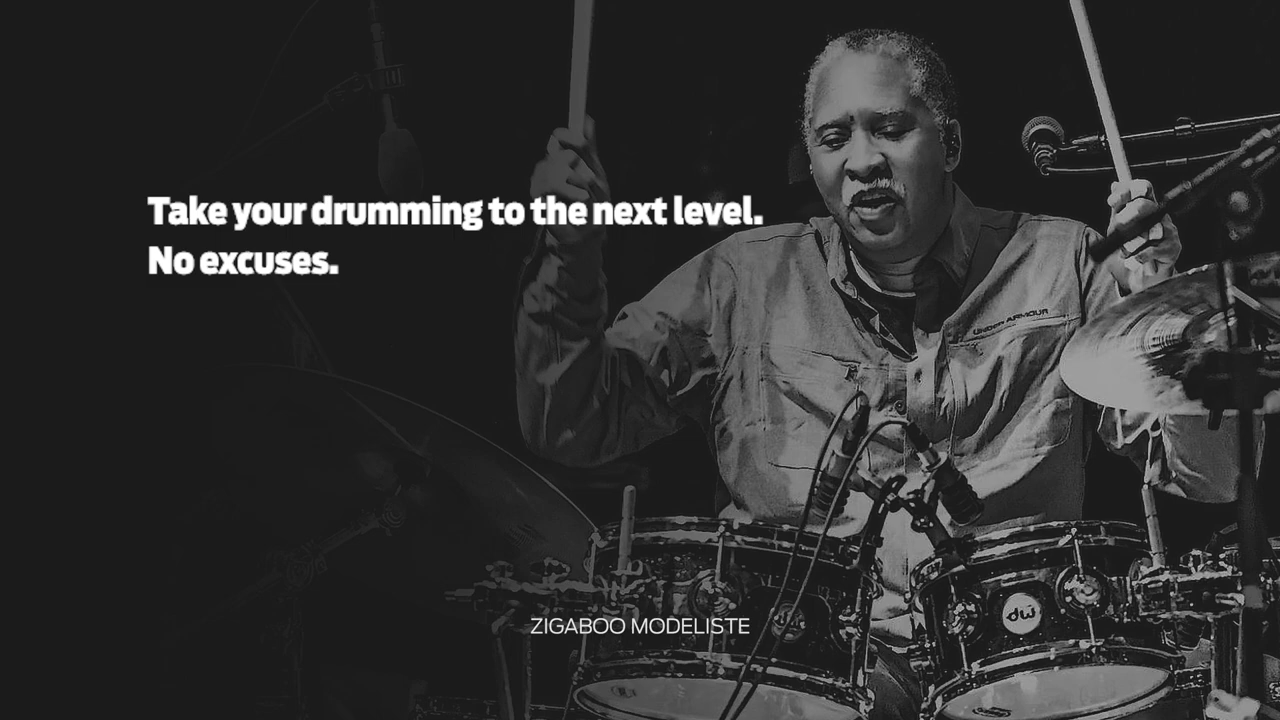 Take your drumming to the next level.
No excuses.
UNDER ARMOUR
dw
ZIGABOO MODELISTE